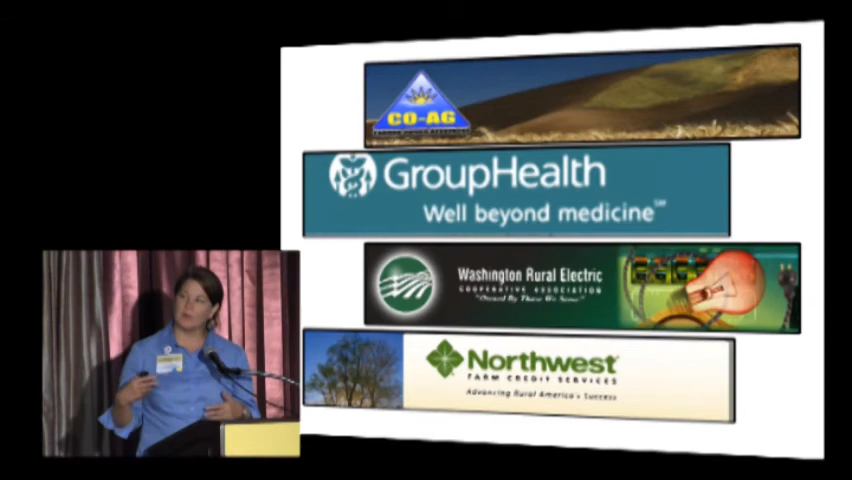 CO-AG
GroupHealth
Well beyond medicine℠
Washington Rural Electric
COOPERATIVE ASSOCIATION
"Owned By Those We Serve"
Northwest
FARM CREDIT SERVICES
Advancing Rural America's Success